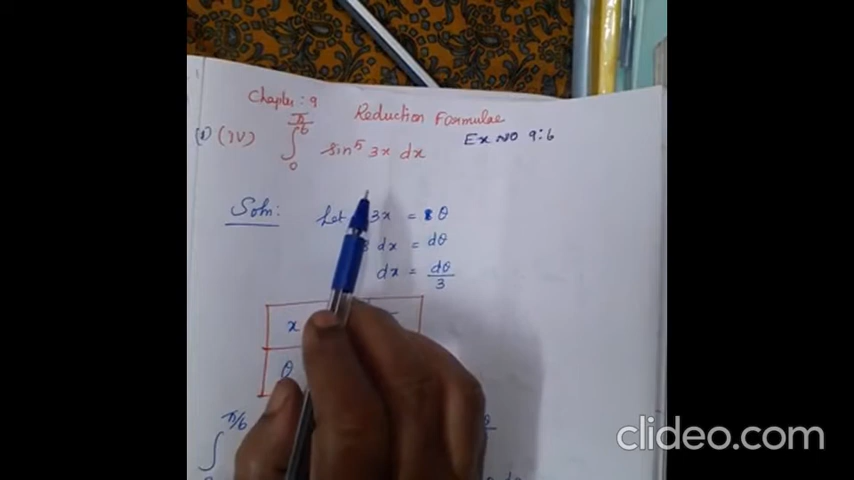 Chapter: 9 Reduction Formulae
(1) (IV) ∫₀^(π/6) sin⁵ 3x dx Ex NO 9.6
Soln: Let 3x = θ
3 dx = dθ
dx = dθ/3
x
θ
π/6
∫
clideo.com